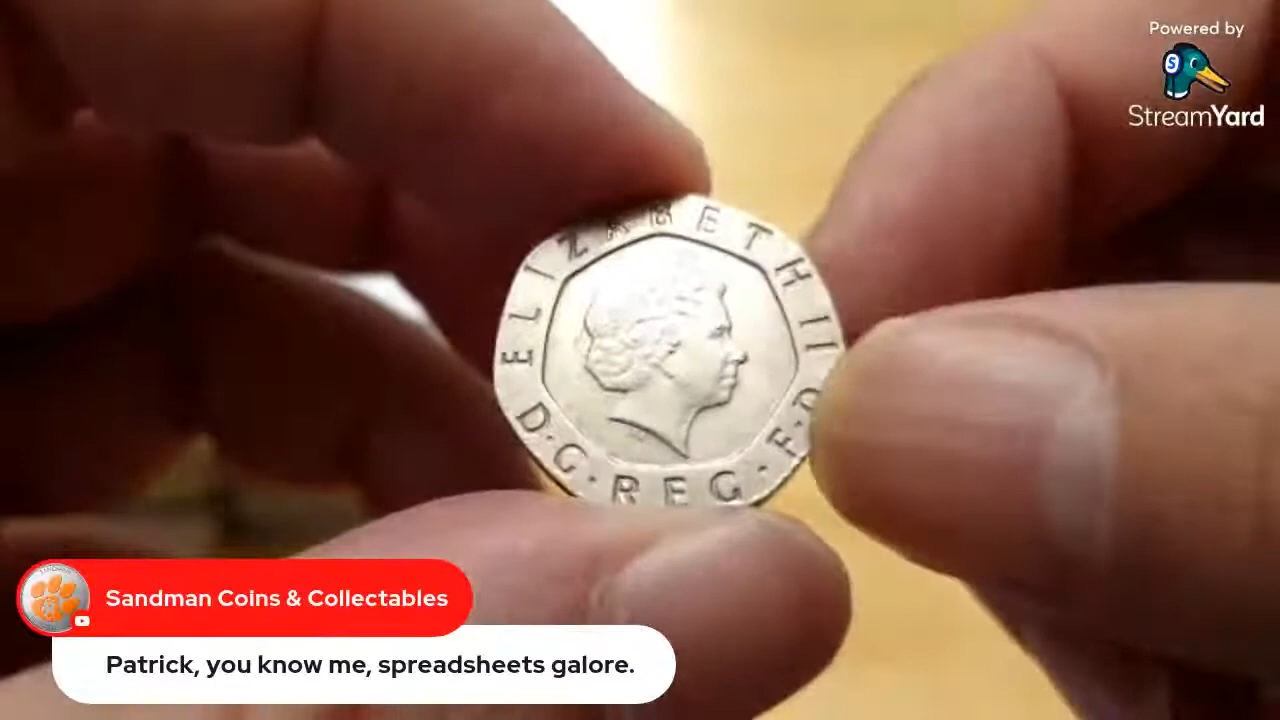 Powered by
StreamYard
ELIZABETH II
D·G·REG·F·D
Sandman Coins & Collectables
Patrick, you know me, spreadsheets galore.